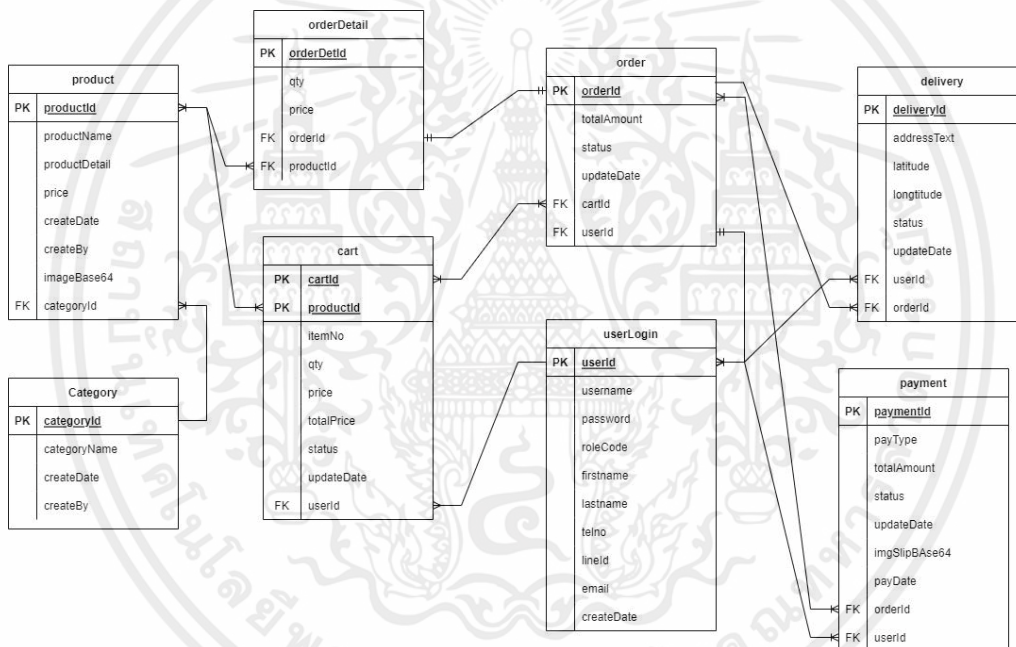 orderDetail
PK orderDetId
qty
price
FK orderId
FK productId
product
PK productId
productName
productDetail
price
createDate
createBy
imageBase64
FK categoryId
Category
PK categoryId
categoryName
createDate
createBy
cart
PK cartId
PK productId
itemNo
qty
price
totalPrice
status
updateDate
FK userId
order
PK orderId
totalAmount
status
updateDate
FK cartId
FK userId
userLogin
PK userId
username
password
roleCode
firstname
lastname
telno
lineId
email
createDate
delivery
PK deliveryId
addressText
latitude
longtitude
status
updateDate
FK userId
FK orderId
payment
PK paymentId
payType
totalAmount
status
updateDate
imgSlipBAse64
payDate
FK orderId
FK userId